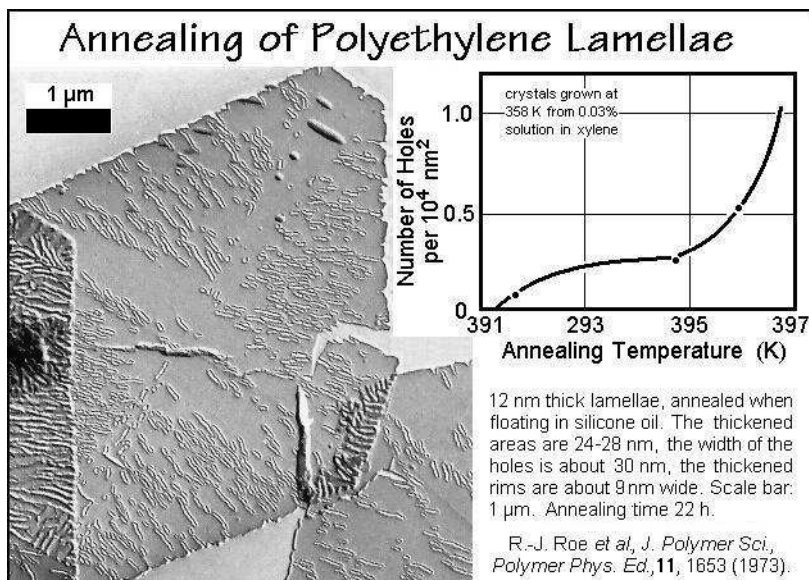 Annealing of Polyethylene Lamellae
1 μm
crystals grown at
358 K from 0.03%
solution in xylene
Number of Holes
per 10⁴ nm²
1.0
0.5
0
391 293 395 397
Annealing Temperature (K)
12 nm thick lamellae, annealed when
floating in silicone oil. The thickened
areas are 24-28 nm, the width of the
holes is about 30 nm, the thickened
rims are about 9 nm wide. Scale bar:
1 μm. Annealing time 22 h.
R.-J. Roe et al, J. Polymer Sci.,
Polymer Phys. Ed., 11, 1653 (1973).